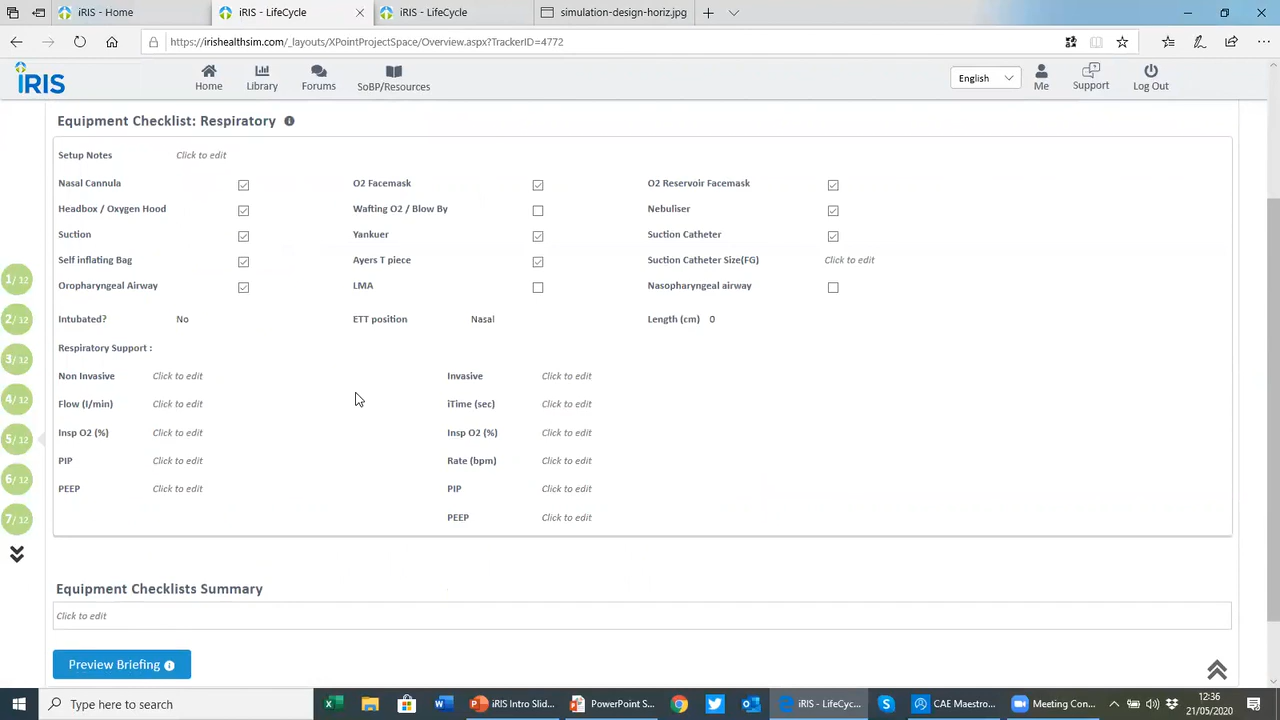 iRIS - Home
iRIS - LifeCycle
iRIS - LifeCycle
simulation-design-horiz.jpg
https://irishealthsim.com/_layouts/XPointProjectSpace/Overview.aspx?TrackerID=4772
iRIS
Home
Library
Forums
SoBP/Resources
English
Me
Support
Log Out
Equipment Checklist: Respiratory
Setup Notes Click to edit
Nasal Cannula O2 Facemask O2 Reservoir Facemask
Headbox / Oxygen Hood Wafting O2 / Blow By Nebuliser
Suction Yankuer Suction Catheter
Self inflating Bag Ayers T piece Suction Catheter Size(FG) Click to edit
Oropharyngeal Airway LMA Nasopharyngeal airway
Intubated? No ETT position Nasal Length (cm) 0
Respiratory Support :
Non Invasive Click to edit Invasive Click to edit
Flow (l/min) Click to edit iTime (sec) Click to edit
Insp O2 (%) Click to edit Insp O2 (%) Click to edit
PIP Click to edit Rate (bpm) Click to edit
PEEP Click to edit PIP Click to edit
PEEP Click to edit
1/ 12
2/ 12
3/ 12
4/ 12
5/ 12
6/ 12
7/ 12
Equipment Checklists Summary
Click to edit
Preview Briefing
Type here to search
iRIS Intro Slid...
PowerPoint S...
iRIS - LifeCyc...
CAE Maestro...
Meeting Con...
12:36
21/05/2020